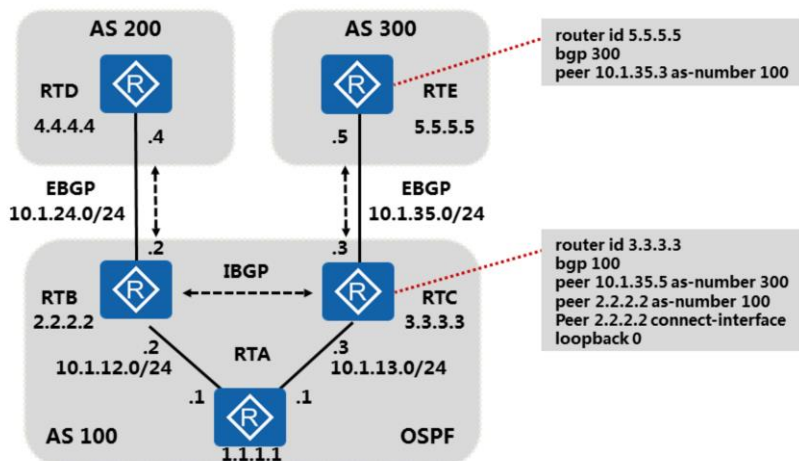 AS 200
AS 300
RTD
R
R
RTE
4.4.4.4
5.5.5.5
.4
.5
router id 5.5.5.5
bgp 300
peer 10.1.35.3 as-number 100
EBGP
10.1.24.0/24
EBGP
10.1.35.0/24
.2
.3
RTB
R
IBGP
R
RTC
2.2.2.2
3.3.3.3
router id 3.3.3.3
bgp 100
peer 10.1.35.5 as-number 300
peer 2.2.2.2 as-number 100
Peer 2.2.2.2 connect-interface
loopback 0
.2
RTA
.3
10.1.12.0/24
10.1.13.0/24
.1
R
.1
AS 100
1.1.1.1
OSPF